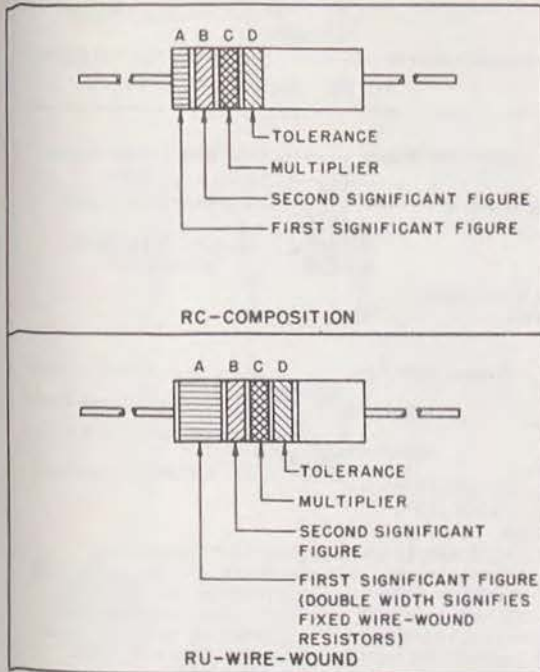 A B C D
TOLERANCE
MULTIPLIER
SECOND SIGNIFICANT FIGURE
FIRST SIGNIFICANT FIGURE
RC-COMPOSITION
A B C D
TOLERANCE
MULTIPLIER
SECOND SIGNIFICANT
FIGURE
FIRST SIGNIFICANT FIGURE
(DOUBLE WIDTH SIGNIFIES
FIXED WIRE-WOUND
RESISTORS)
RU-WIRE-WOUND